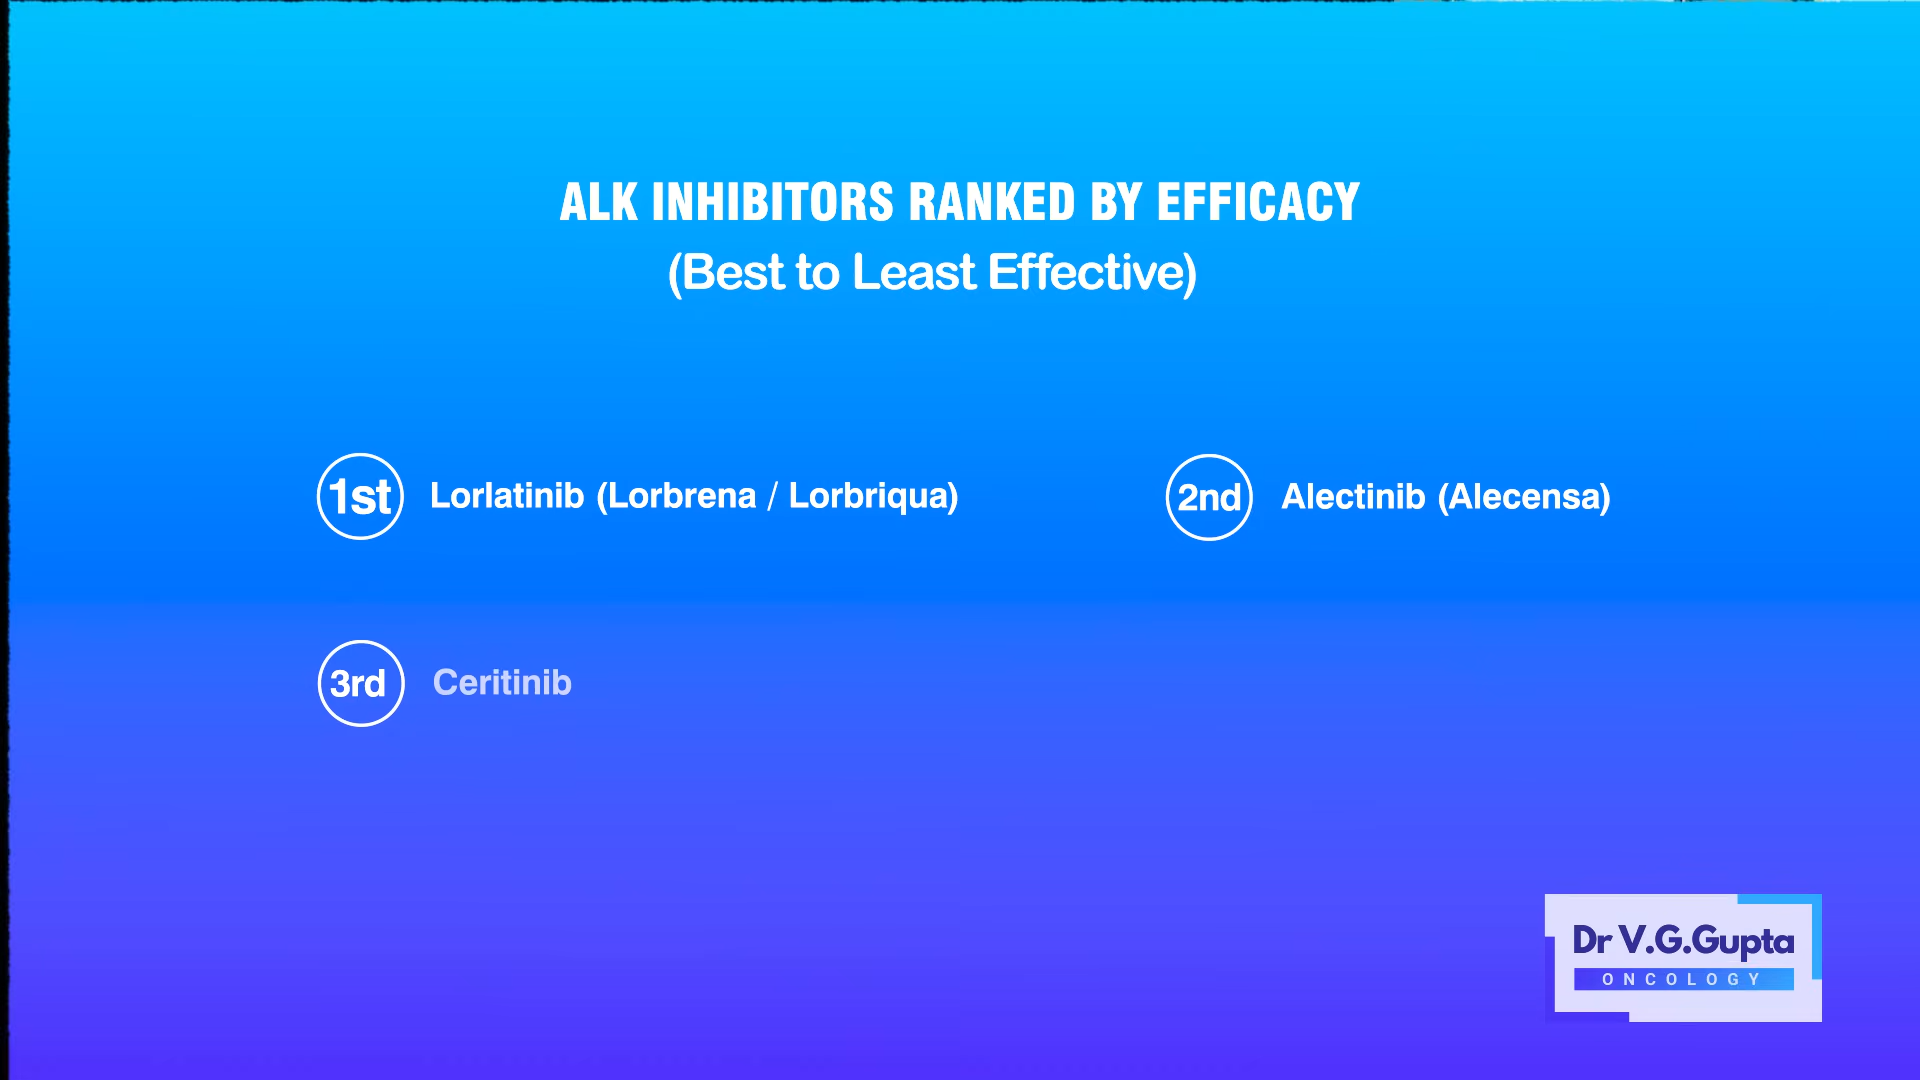 ALK INHIBITORS RANKED BY EFFICACY
(Best to Least Effective)
1st Lorlatinib (Lorbrena / Lorbriqua)
2nd Alectinib (Alecensa)
3rd Ceritinib
Dr V.G.Gupta
ONCOLOGY